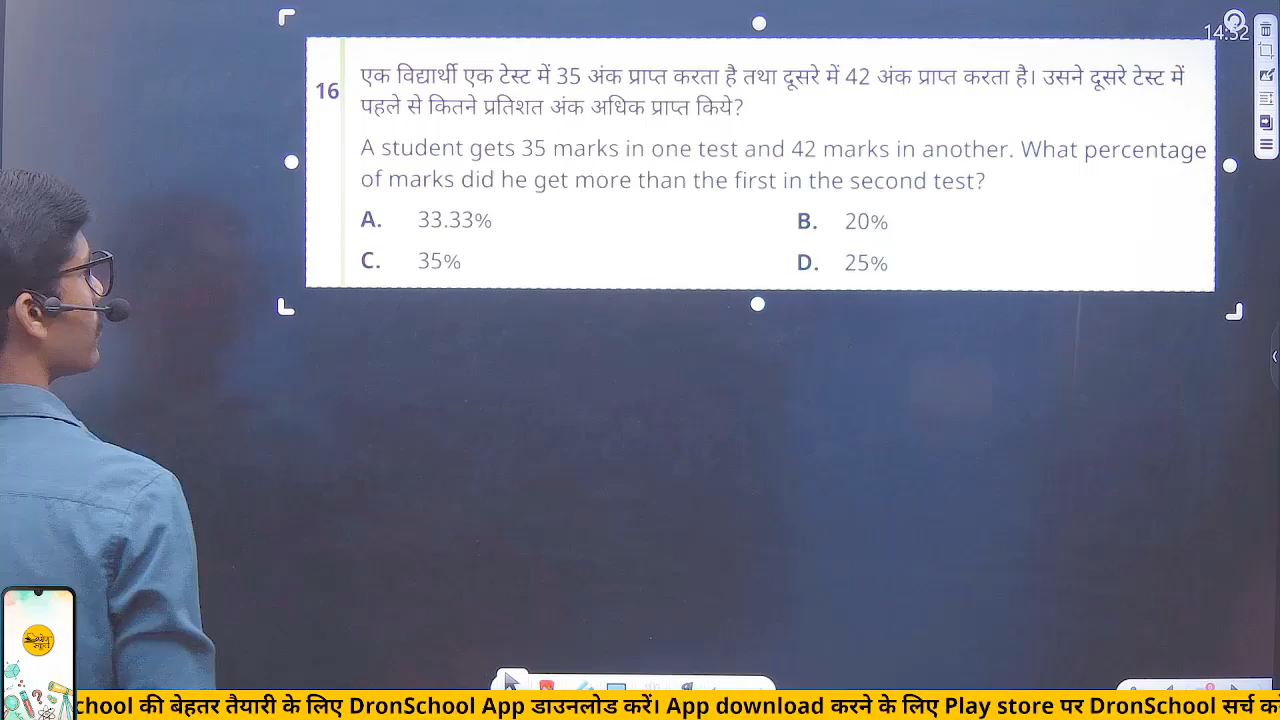 14:32
16
एक विद्यार्थी एक टेस्ट में 35 अंक प्राप्त करता है तथा दूसरे में 42 अंक प्राप्त करता है। उसने दूसरे टेस्ट में
पहले से कितने प्रतिशत अंक अधिक प्राप्त किये?
A student gets 35 marks in one test and 42 marks in another. What percentage
of marks did he get more than the first in the second test?
A. 33.33% B. 20%
C. 35% D. 25%
chool की बेहतर तैयारी के लिए DronSchool App डाउनलोड करें। App download करने के लिए Play store पर DronSchool सर्च क